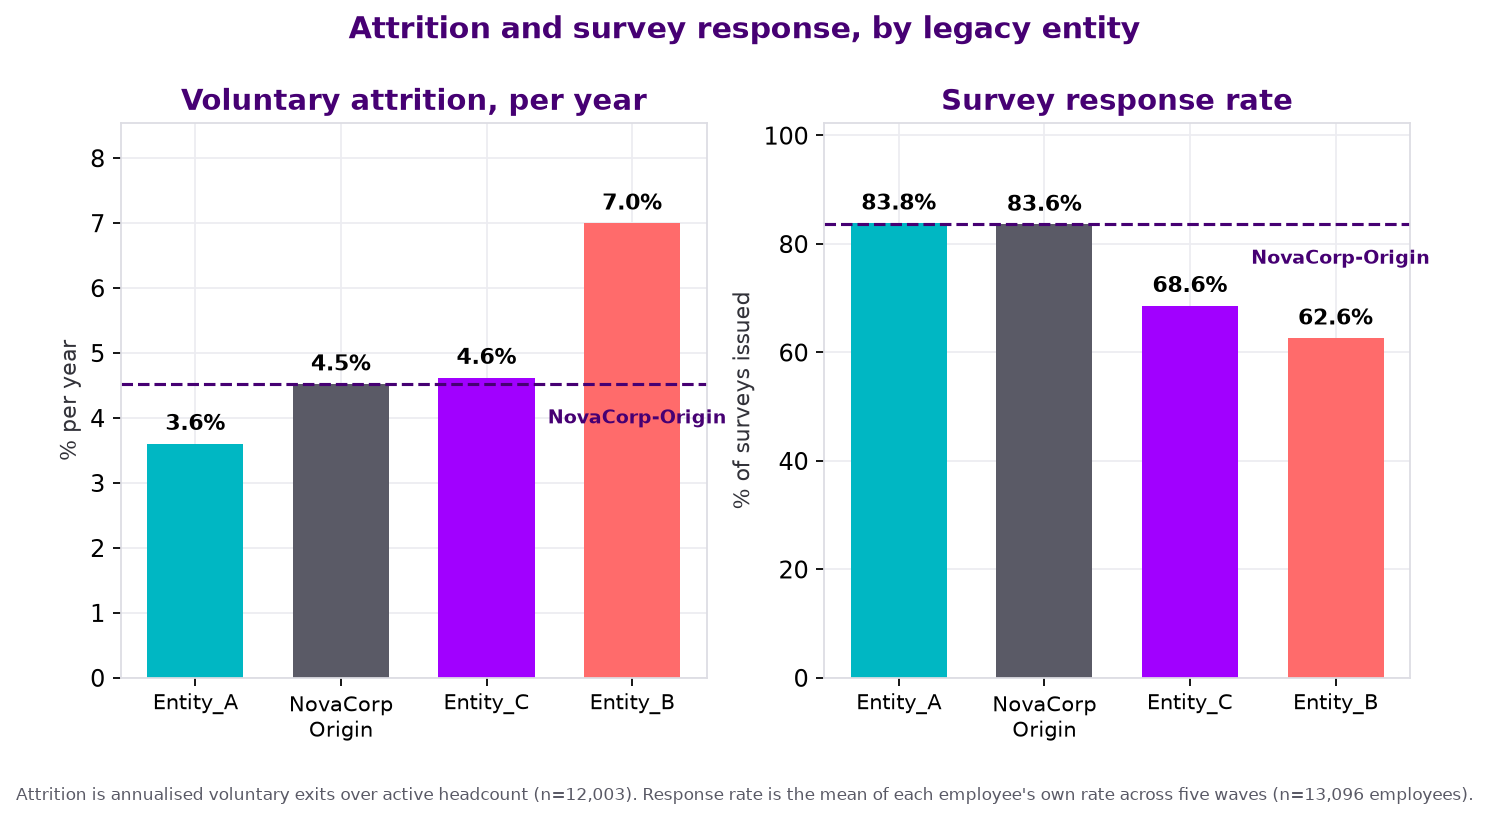 Attrition and survey response, by legacy entity
Voluntary attrition, per year
% per year
8
7
6
5
4
3
2
1
0
3.6%
4.5%
4.6%
7.0%
NovaCorp-Origin
Entity_A
NovaCorp
Origin
Entity_C
Entity_B
Survey response rate
% of surveys issued
100
80
60
40
20
0
83.8%
83.6%
68.6%
62.6%
NovaCorp-Origin
Entity_A
NovaCorp
Origin
Entity_C
Entity_B
Attrition is annualised voluntary exits over active headcount (n=12,003). Response rate is the mean of each employee's own rate across five waves (n=13,096 employees).